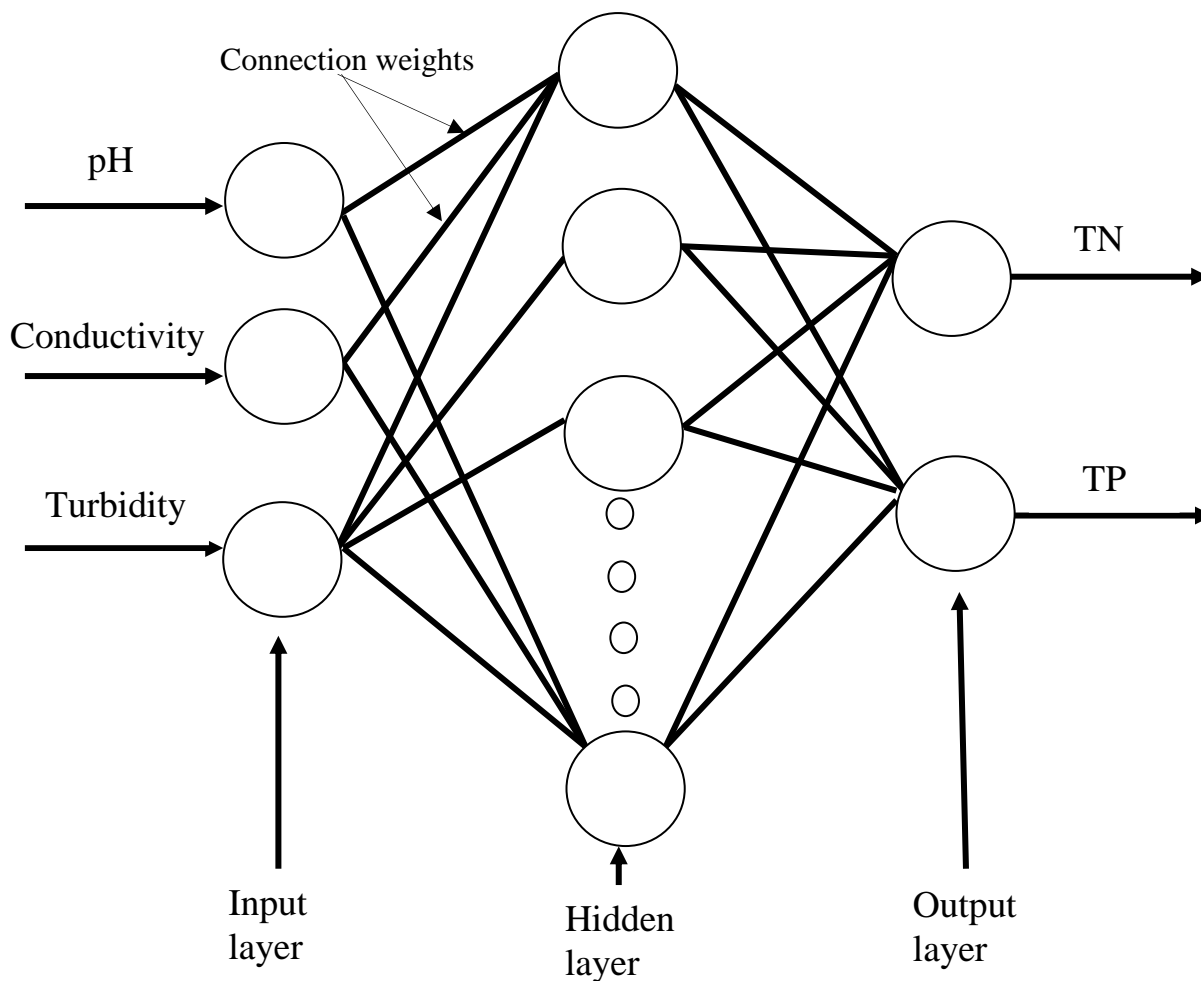 Connection weights
pH
Conductivity
Turbidity
TN
TP
Input
layer
Hidden
layer
Output
layer